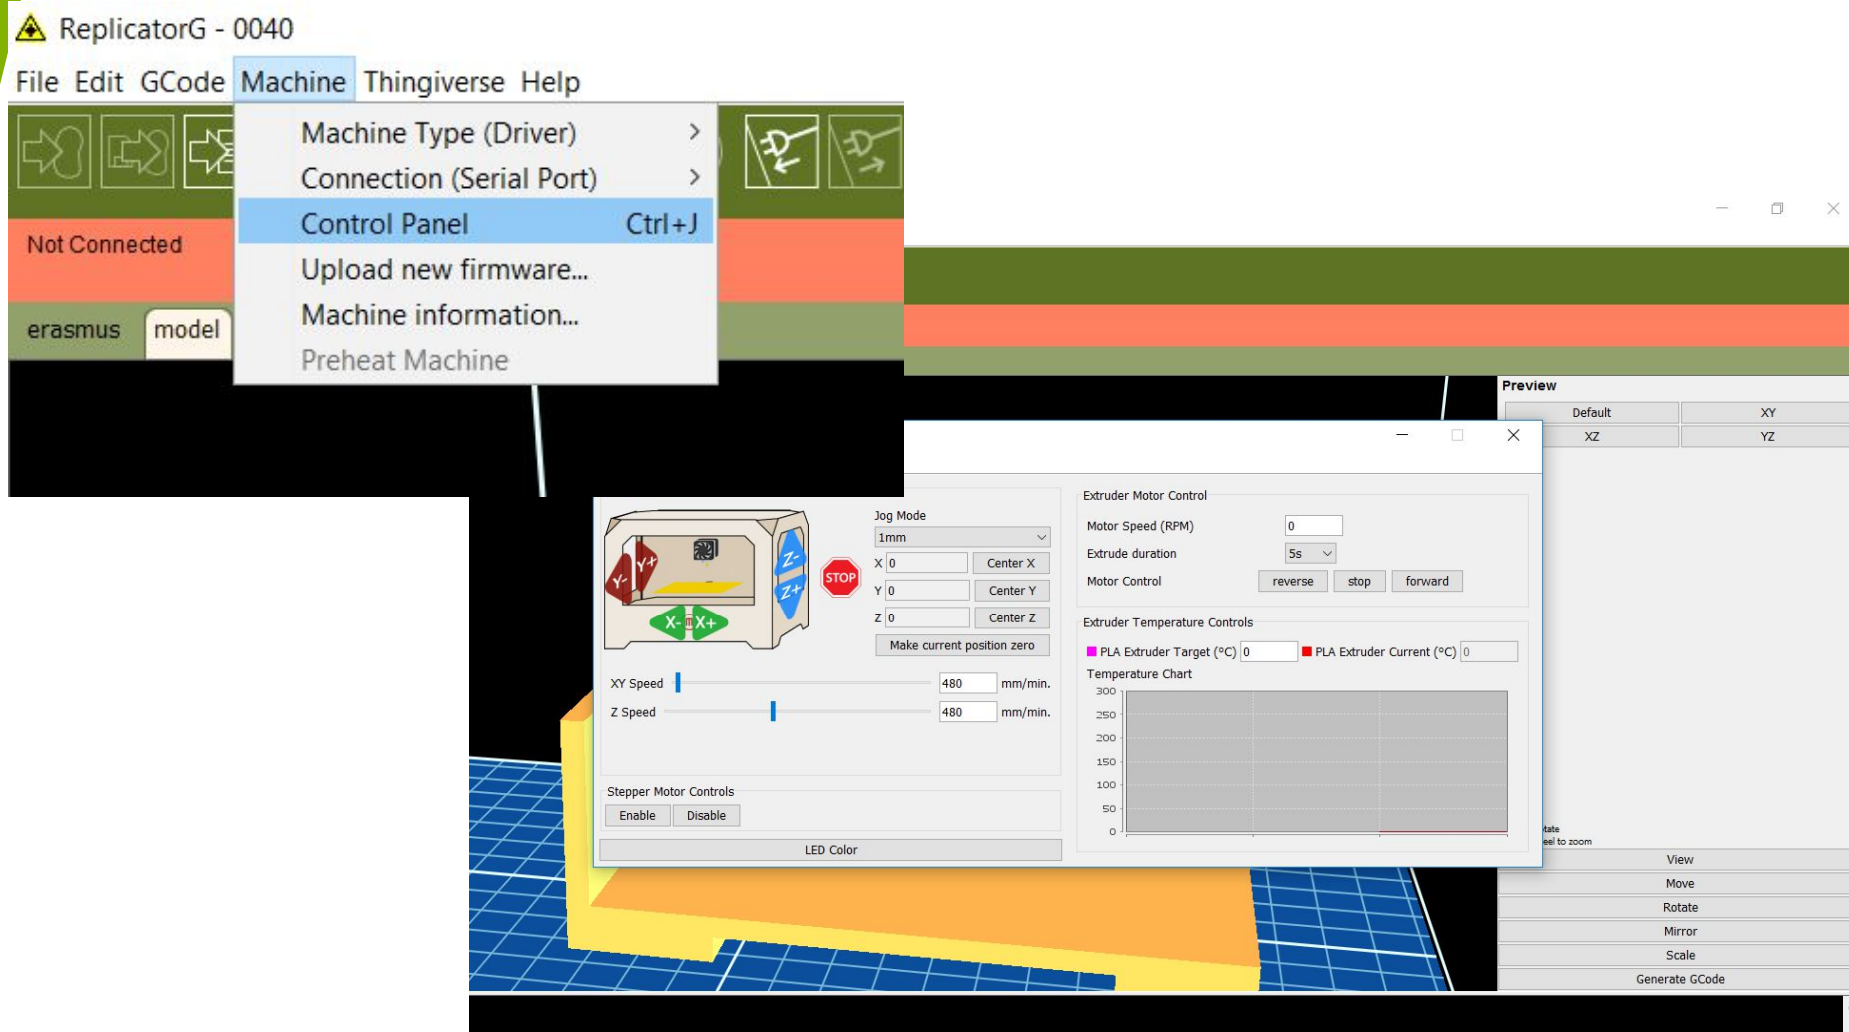 ReplicatorG - 0040
File Edit GCode Machine Thingiverse Help
Machine Type (Driver)
Connection (Serial Port)
Control Panel Ctrl+J
Upload new firmware...
Machine information...
Preheat Machine
Not Connected
erasmus model
Preview
Default XY
XZ YZ
Jog Mode
1mm
X 0 Center X
Y 0 Center Y
Z 0 Center Z
Make current position zero
Y- Y+
Z-
Z+
X- X+
STOP
XY Speed 480 mm/min.
Z Speed 480 mm/min.
Stepper Motor Controls
Enable Disable
LED Color
Extruder Motor Control
Motor Speed (RPM) 0
Extrude duration 5s
Motor Control reverse stop forward
Extruder Temperature Controls
PLA Extruder Target (ºC) 0 PLA Extruder Current (ºC) 0
Temperature Chart
300
250
200
150
100
50
0
to zoom
View
Move
Rotate
Mirror
Scale
Generate GCode